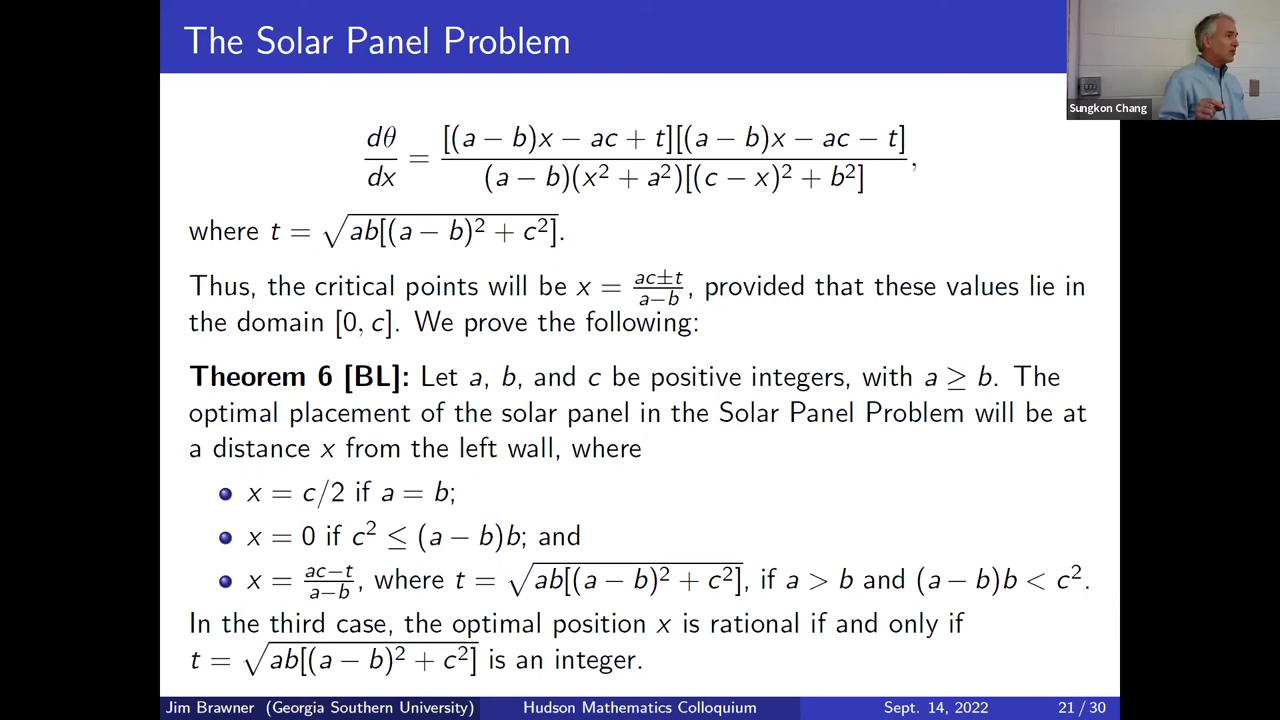 The Solar Panel Problem
Sungkon Chang
dθ/dx = [(a − b)x − ac + t][(a − b)x − ac − t] / (a − b)(x² + a²)[(c − x)² + b²],
where t = √ab[(a − b)² + c²].
Thus, the critical points will be x = ac±t/a−b, provided that these values lie in
the domain [0, c]. We prove the following:
Theorem 6 [BL]: Let a, b, and c be positive integers, with a ≥ b. The
optimal placement of the solar panel in the Solar Panel Problem will be at
a distance x from the left wall, where
x = c/2 if a = b;
x = 0 if c² ≤ (a − b)b; and
x = ac−t/a−b, where t = √ab[(a − b)² + c²], if a > b and (a − b)b < c².
In the third case, the optimal position x is rational if and only if
t = √ab[(a − b)² + c²] is an integer.
Jim Brawner (Georgia Southern University) Hudson Mathematics Colloquium Sept. 14, 2022 21 / 30